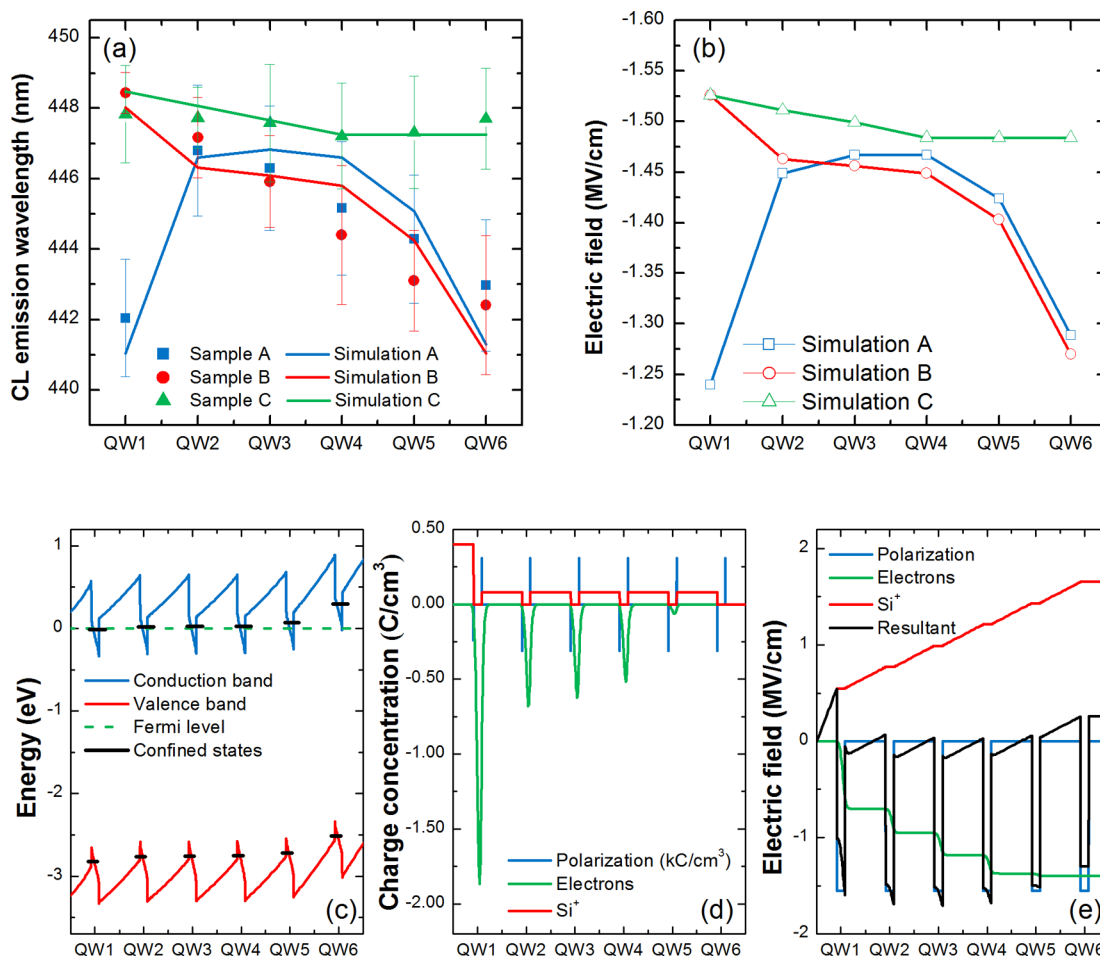 (a)
CL emission wavelength (nm)
450
448
446
444
442
440
Sample A Simulation A
Sample B Simulation B
Sample C Simulation C
QW1 QW2 QW3 QW4 QW5 QW6
(b)
Electric field (MV/cm)
-1.60
-1.55
-1.50
-1.45
-1.40
-1.35
-1.30
-1.25
-1.20
Simulation A
Simulation B
Simulation C
QW1 QW2 QW3 QW4 QW5 QW6
Energy (eV)
1
0
-1
-2
-3
Conduction band
Valence band
Fermi level
Confined states
(c)
QW1 QW2 QW3 QW4 QW5 QW6
Charge concentration (C/cm³)
0.50
0.00
-0.50
-1.00
-1.50
-2.00
Polarization (kC/cm³)
Electrons
Si⁺
(d)
QW1 QW2 QW3 QW4 QW5 QW6
Electric field (MV/cm)
2
1
0
-1
-2
Polarization
Electrons
Si⁺
Resultant
(e)
QW1 QW2 QW3 QW4 QW5 QW6